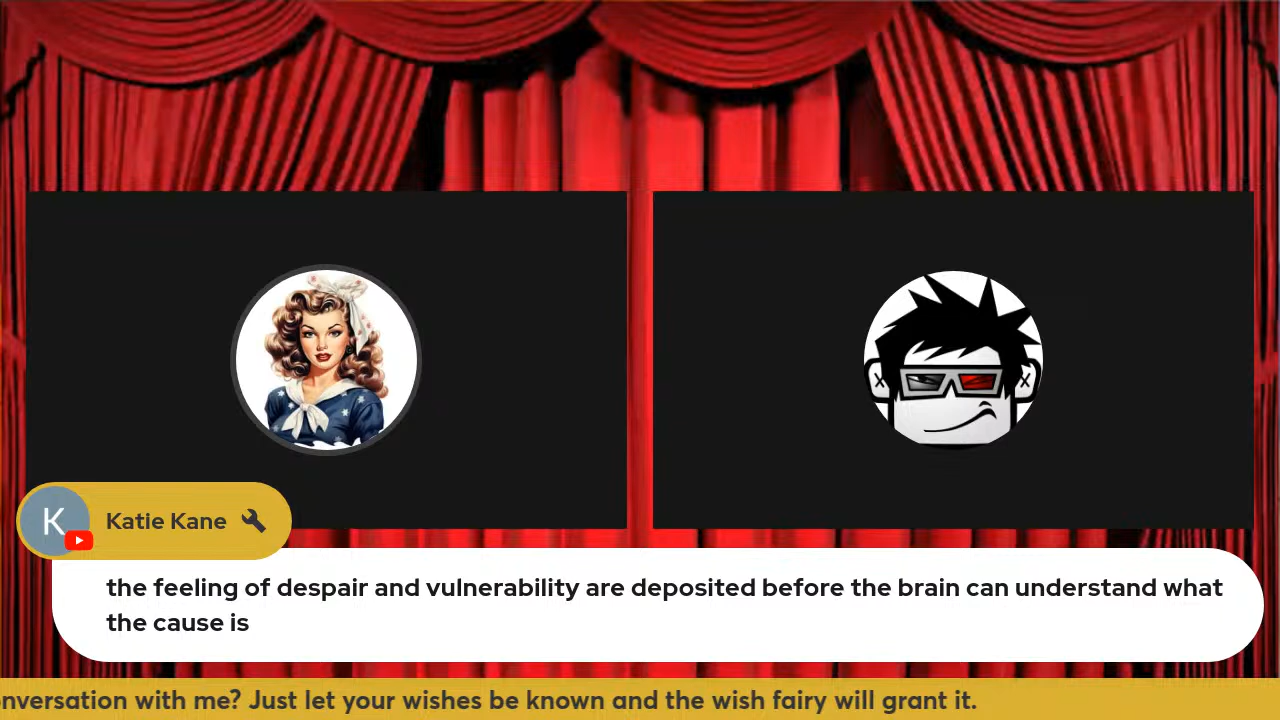 K
Katie Kane
the feeling of despair and vulnerability are deposited before the brain can understand what
the cause is
nversation with me? Just let your wishes be known and the wish fairy will grant it.